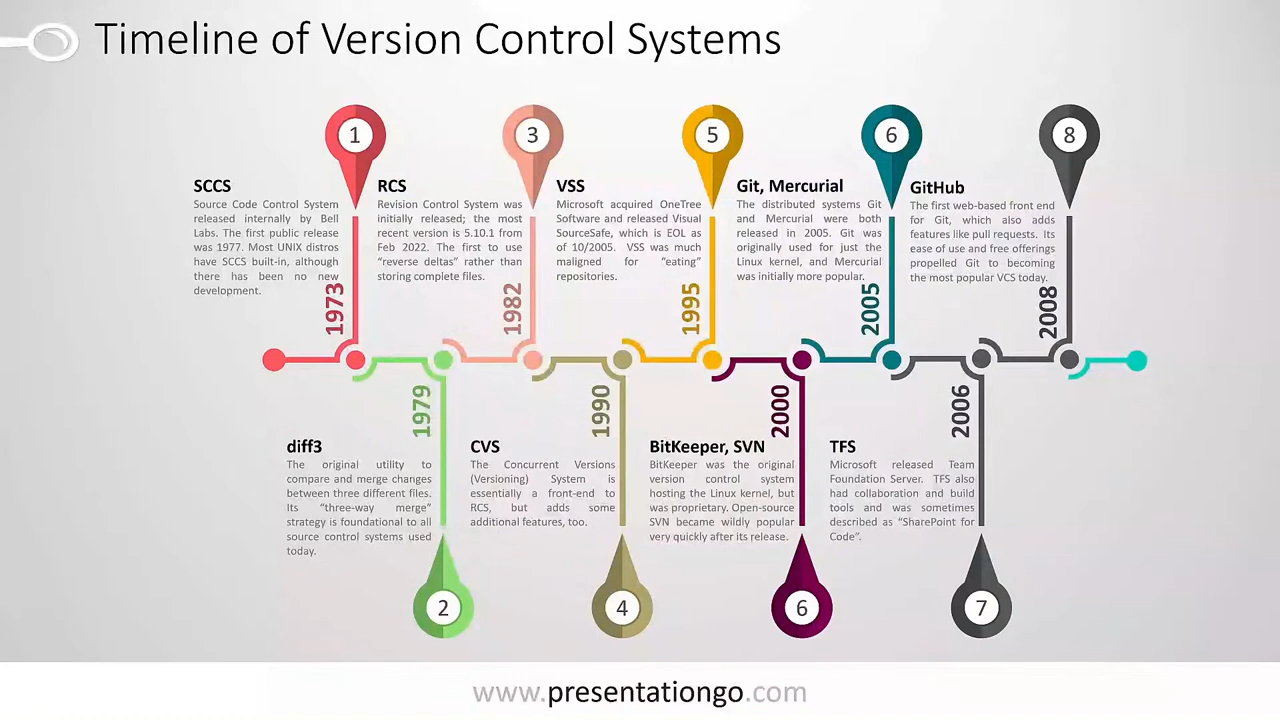 Timeline of Version Control Systems
1
3
5
6
8
SCCS
Source Code Control System
released internally by Bell
Labs. The first public release
was 1977. Most UNIX distros
have SCCS built-in, although
there has been no new
development.
1973
RCS
Revision Control System was
initially released; the most
recent version is 5.10.1 from
Feb 2022. The first to use
“reverse deltas” rather than
storing complete files.
1982
VSS
Microsoft acquired OneTree
Software and released Visual
SourceSafe, which is EOL as
of 10/2005. VSS was much
maligned for “eating”
repositories.
1995
Git, Mercurial
The distributed systems Git
and Mercurial were both
released in 2005. Git was
originally used for just the
Linux kernel, and Mercurial
was initially more popular.
2005
GitHub
The first web-based front end
for Git, which also adds
features like pull requests. Its
ease of use and free offerings
propelled Git to becoming
the most popular VCS today.
2008
1979
diff3
The original utility to
compare and merge changes
between three different files.
Its “three-way merge”
strategy is foundational to all
source control systems used
today.
1990
CVS
The Concurrent Versions
(Versioning) System is
essentially a front-end to
RCS, but adds some
additional features, too.
2000
BitKeeper, SVN
BitKeeper was the original
version control system
hosting the Linux kernel, but
was proprietary. Open-source
SVN became wildly popular
very quickly after its release.
2006
TFS
Microsoft released Team
Foundation Server. TFS also
had collaboration and build
tools and was sometimes
described as “SharePoint for
Code”.
2
4
6
7
www.presentationgo.com